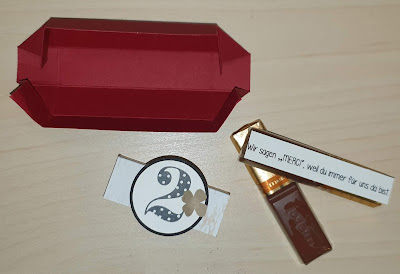 Wir sagen „MERCI“, weil du immer für uns da bist
2